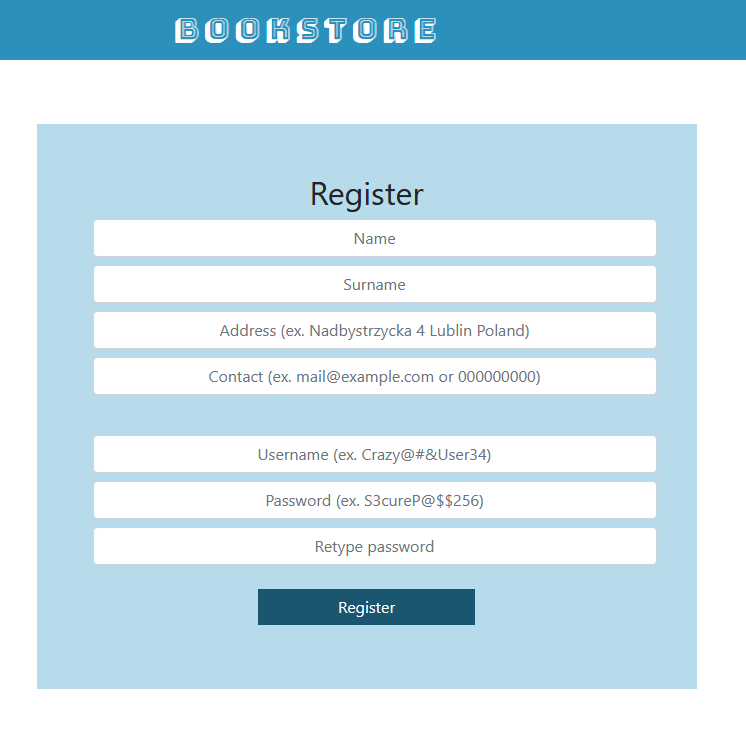 BOOKSTORE
Register
Name
Surname
Address (ex. Nadbystrzycka 4 Lublin Poland)
Contact (ex. mail@example.com or 000000000)
Username (ex. Crazy@#&User34)
Password (ex. S3cureP@$$256)
Retype password
Register